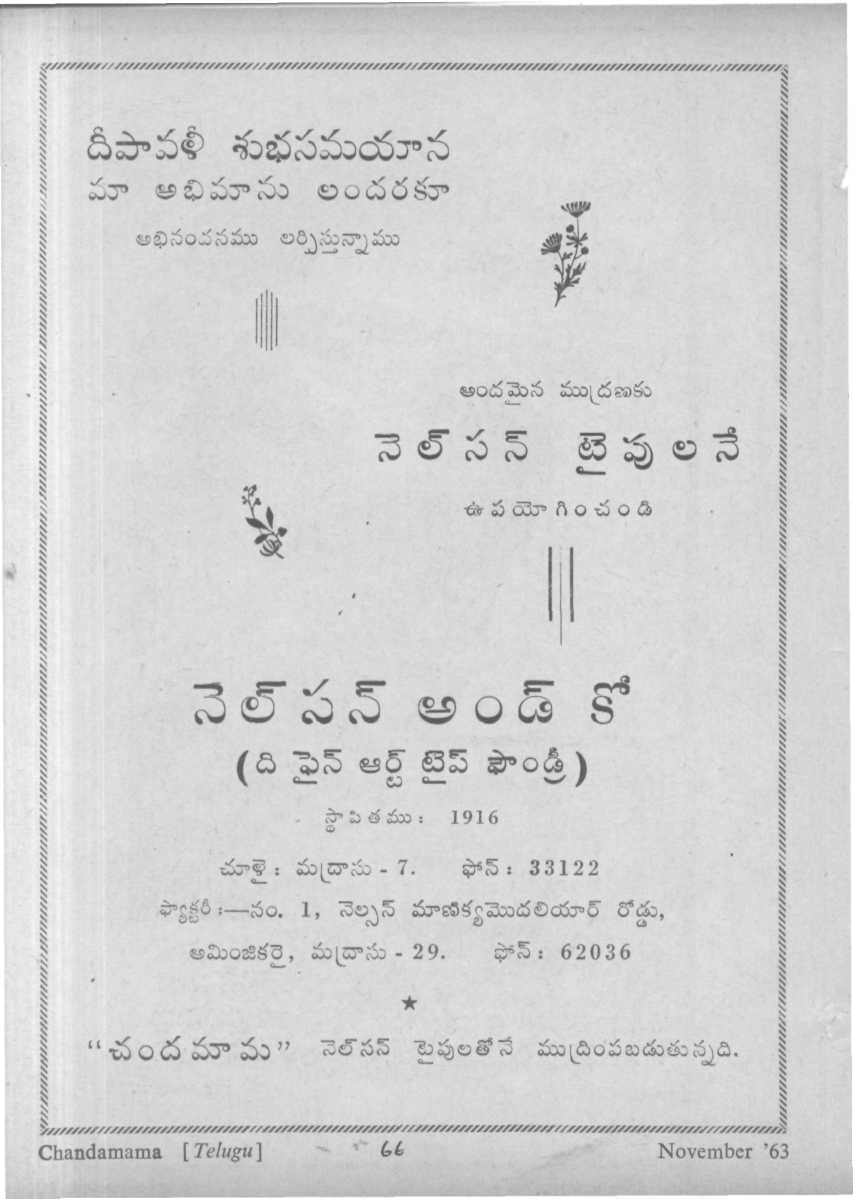 దీపావళీ శుభసమయాన
మా అభిమాను లందరకూ
అభినందనము లర్పిస్తున్నాము
అందమైన ముద్రణకు
నెల్‌సన్ టైపులనే
ఉపయోగించండి
నెల్‌సన్ అండ్ కో
(ది ఫైన్ ఆర్ట్ టైప్ ఫౌండ్రీ)
స్థాపితము: 1916
చూళై: మద్రాసు - 7. ఫోన్: 33122
ఫ్యాక్టరీ:—నం. 1, నెల్సన్ మాణిక్యమొదలియార్ రోడ్డు,
అమింజికరై, మద్రాసు - 29. ఫోన్: 62036
★
“చందమామ” నెల్‌సన్ టైపులతోనే ముద్రింపబడుతున్నది.
Chandamama [Telugu] 66 November ’63